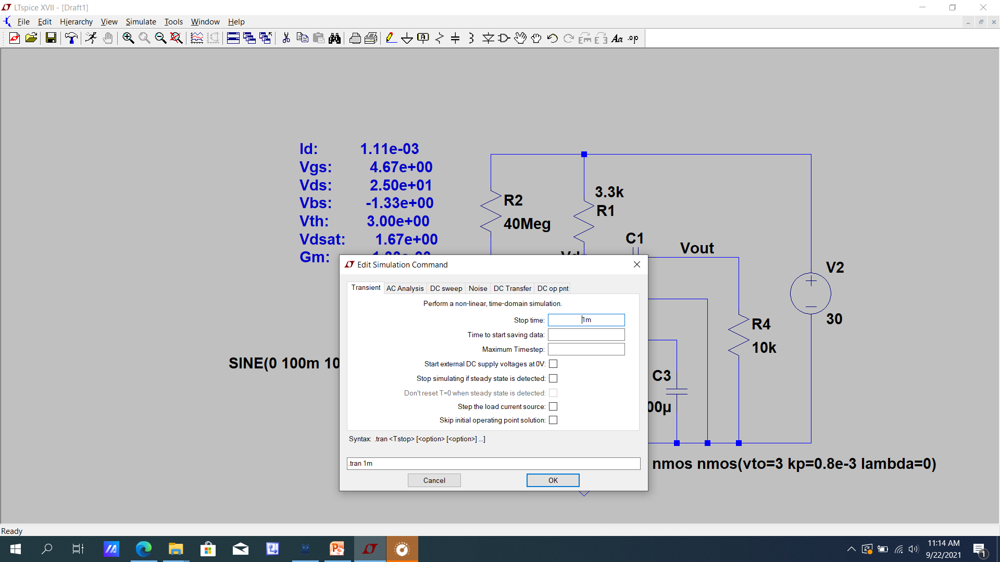 LTspice XVII - [Draft1]
File Edit Hierarchy View Simulate Tools Window Help
Aa .op
Id: 1.11e-03
Vgs: 4.67e+00
Vds: 2.50e+01
Vbs: -1.33e+00
Vth: 3.00e+00
Vdsat: 1.67e+00
Gm:
R2
40Meg
3.3k
R1
C1
Vout
V2
30
R4
10k
C3
00µ
SINE(0 100m 10
nmos nmos(vto=3 kp=0.8e-3 lambda=0)
Edit Simulation Command
Transient AC Analysis DC sweep Noise DC Transfer DC op pnt
Perform a non-linear, time-domain simulation.
Stop time: 1m
Time to start saving data:
Maximum Timestep:
Start external DC supply voltages at 0V:
Stop simulating if steady state is detected:
Don't reset T=0 when steady state is detected:
Step the load current source:
Skip initial operating point solution:
Syntax: .tran <Tstop> [<option> [<option>] ...]
.tran 1m
Cancel OK
Ready
11:14 AM
9/22/2021
1